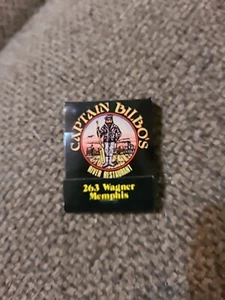 CAPTAIN BILBO'S
RIVER RESTAURANT
263 Wagner
Memphis